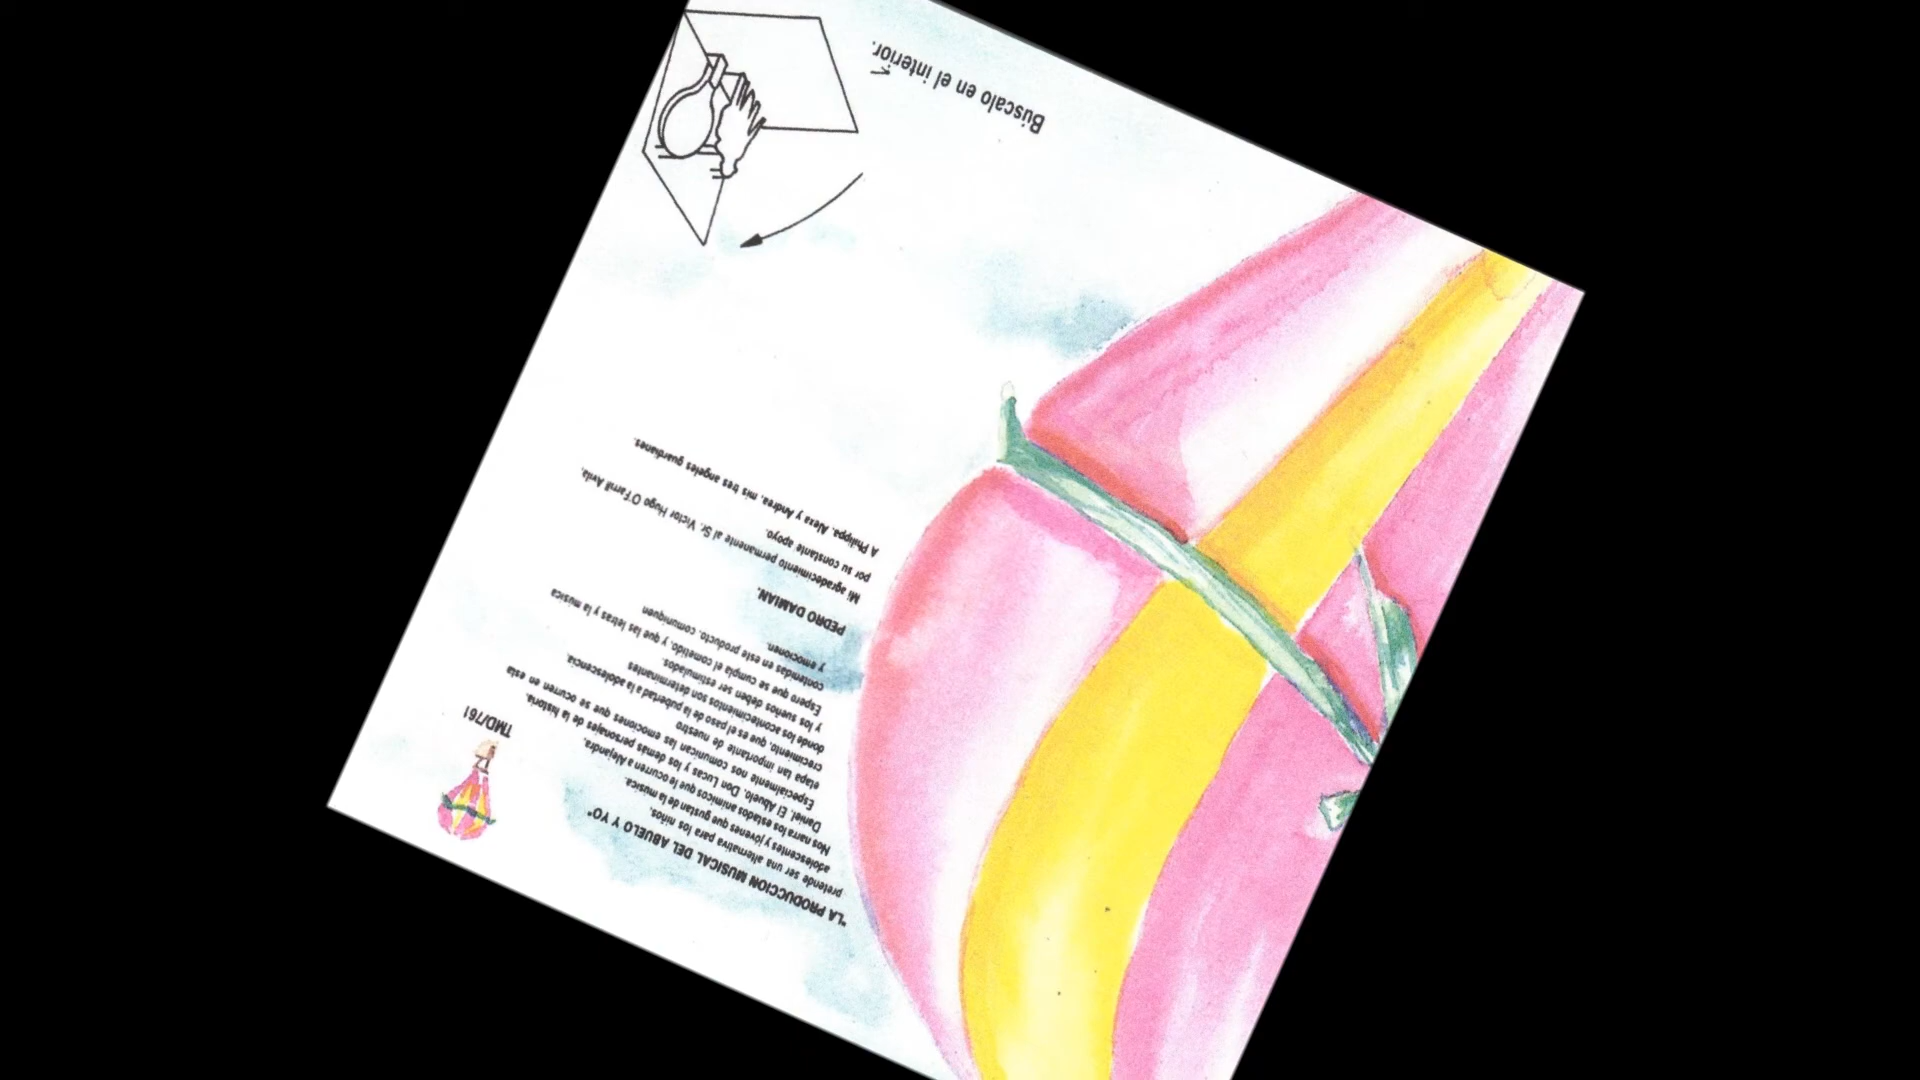 TMD/761
"LA PRODUCCION MUSICAL DEL ABUELO Y YO"
pretende ser una alternativa para los niños,
adolescentes y jóvenes que gustan de la música.
Nos narra los estados anímicos que le ocurren a Alejandra,
Daniel, El Abuelo, Don Lucas y los demás personajes de la historia.
Especialmente nos comunican las emociones que se ocurren en esta
etapa tan importante de nuestro
crecimiento, que es el paso de la pubertad a la adolescencia,
donde los acontecimientos son determinantes
y los sueños deben ser estimulados.
Espero que se cumpla el cometido, y que las letras y la música
contenidas en este producto, comuniquen
y emocionen.
PEDRO DAMIAN.
Mi agradecimiento permanente al Sr. Victor Hugo O'Farril Avila,
por su constante apoyo.
A Philippa, Alexa y Andrea, mis tres angeles guardianes.
Búscalo en el interior.